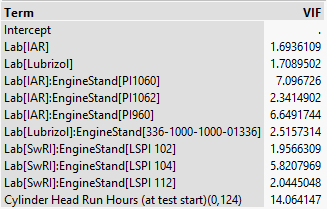 Term VIF
Intercept .
Lab[IAR] 1.6936109
Lab[Lubrizol] 1.7089502
Lab[IAR]:EngineStand[PI1060] 7.096726
Lab[IAR]:EngineStand[PI1062] 2.3414902
Lab[IAR]:EngineStand[PI960] 6.6491744
Lab[Lubrizol]:EngineStand[336-1000-1000-01336] 2.5157314
Lab[SwRI]:EngineStand[LSPI 102] 1.9566309
Lab[SwRI]:EngineStand[LSPI 104] 5.8207969
Lab[SwRI]:EngineStand[LSPI 112] 2.0445048
Cylinder Head Run Hours (at test start)(0,124) 14.064147